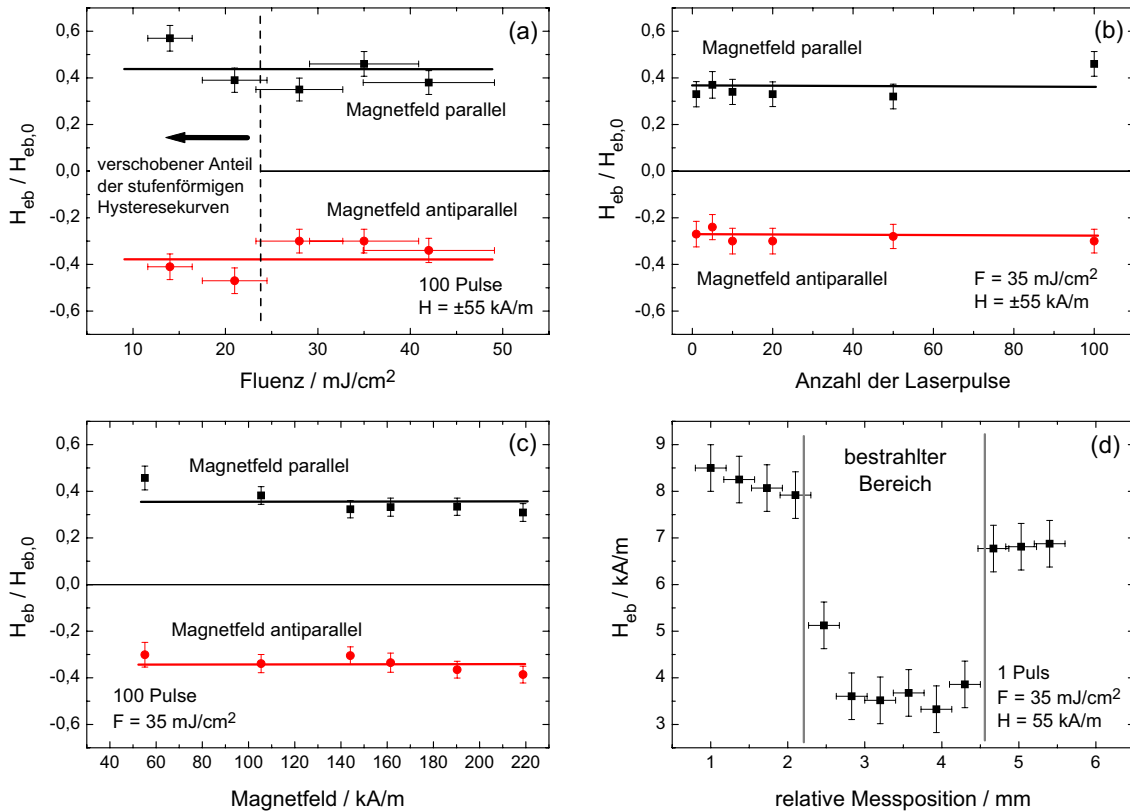 (a)
0,6
0,4
0,2
0,0
-0,2
-0,4
-0,6
H_eb / H_eb,0
Magnetfeld parallel
verschobener Anteil
der stufenförmigen
Hysteresekurven
Magnetfeld antiparallel
100 Pulse
H = ±55 kA/m
10 20 30 40 50
Fluenz / mJ/cm²
(b)
0,6
0,4
0,2
0,0
-0,2
-0,4
-0,6
H_eb / H_eb,0
Magnetfeld parallel
Magnetfeld antiparallel
F = 35 mJ/cm²
H = ±55 kA/m
0 20 40 60 80 100
Anzahl der Laserpulse
(c)
0,6
0,4
0,2
0,0
-0,2
-0,4
-0,6
H_eb / H_eb,0
Magnetfeld parallel
Magnetfeld antiparallel
100 Pulse
F = 35 mJ/cm²
40 60 80 100 120 140 160 180 200 220
Magnetfeld / kA/m
(d)
9
8
7
6
5
4
3
H_eb / kA/m
bestrahlter
Bereich
1 Puls
F = 35 mJ/cm²
H = 55 kA/m
1 2 3 4 5 6
relative Messposition / mm